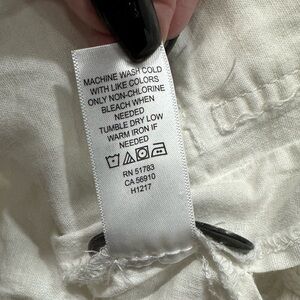 MACHINE WASH COLD
WITH LIKE COLORS
ONLY NON-CHLORINE
BLEACH WHEN
NEEDED
TUMBLE DRY LOW
WARM IRON IF
NEEDED
RN 51783
CA 56910
H1217